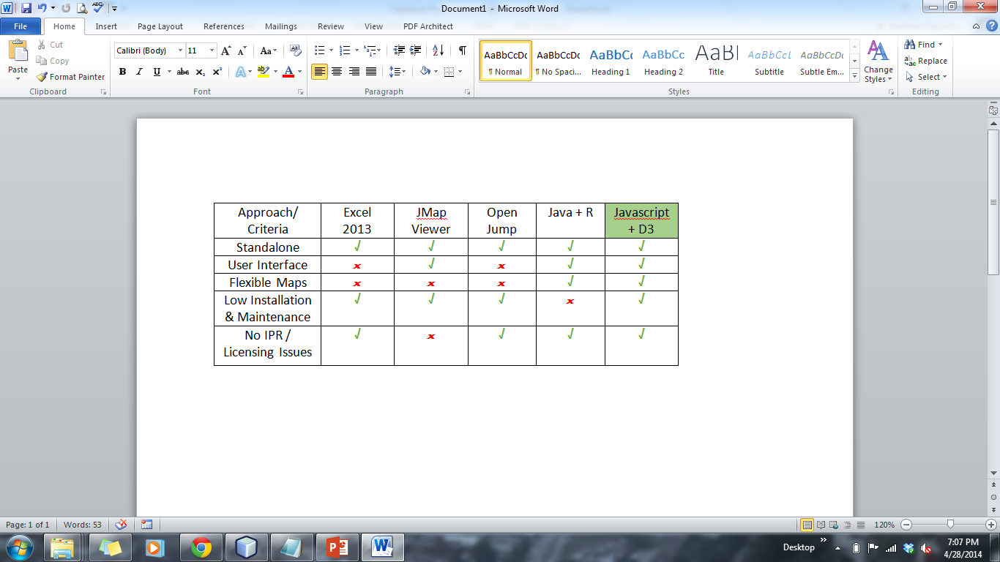 Document1 - Microsoft Word
File Home Insert Page Layout References Mailings Review View PDF Architect
Paste
Cut
Copy
Format Painter
Clipboard
Calibri (Body) 11
Font
Paragraph
AaBbCcDc AaBbCcDc AaBbC AaBbCc AaB AaBbCcL AaBbCcDc
¶ Normal ¶ No Spaci... Heading 1 Heading 2 Title Subtitle Subtle Em...
Change
Styles
Styles
Find
Replace
Select
Editing
Approach/
Criteria
Excel
2013
JMap
Viewer
Open
Jump
Java + R
Javascript
+ D3
Standalone √ √ √ √ √
User Interface x √ x √ √
Flexible Maps x x x √ √
Low Installation
& Maintenance
√ √ √ x √
No IPR /
Licensing Issues
√ x √ √ √
Page: 1 of 1 Words: 53
120%
Desktop
7:07 PM
4/28/2014